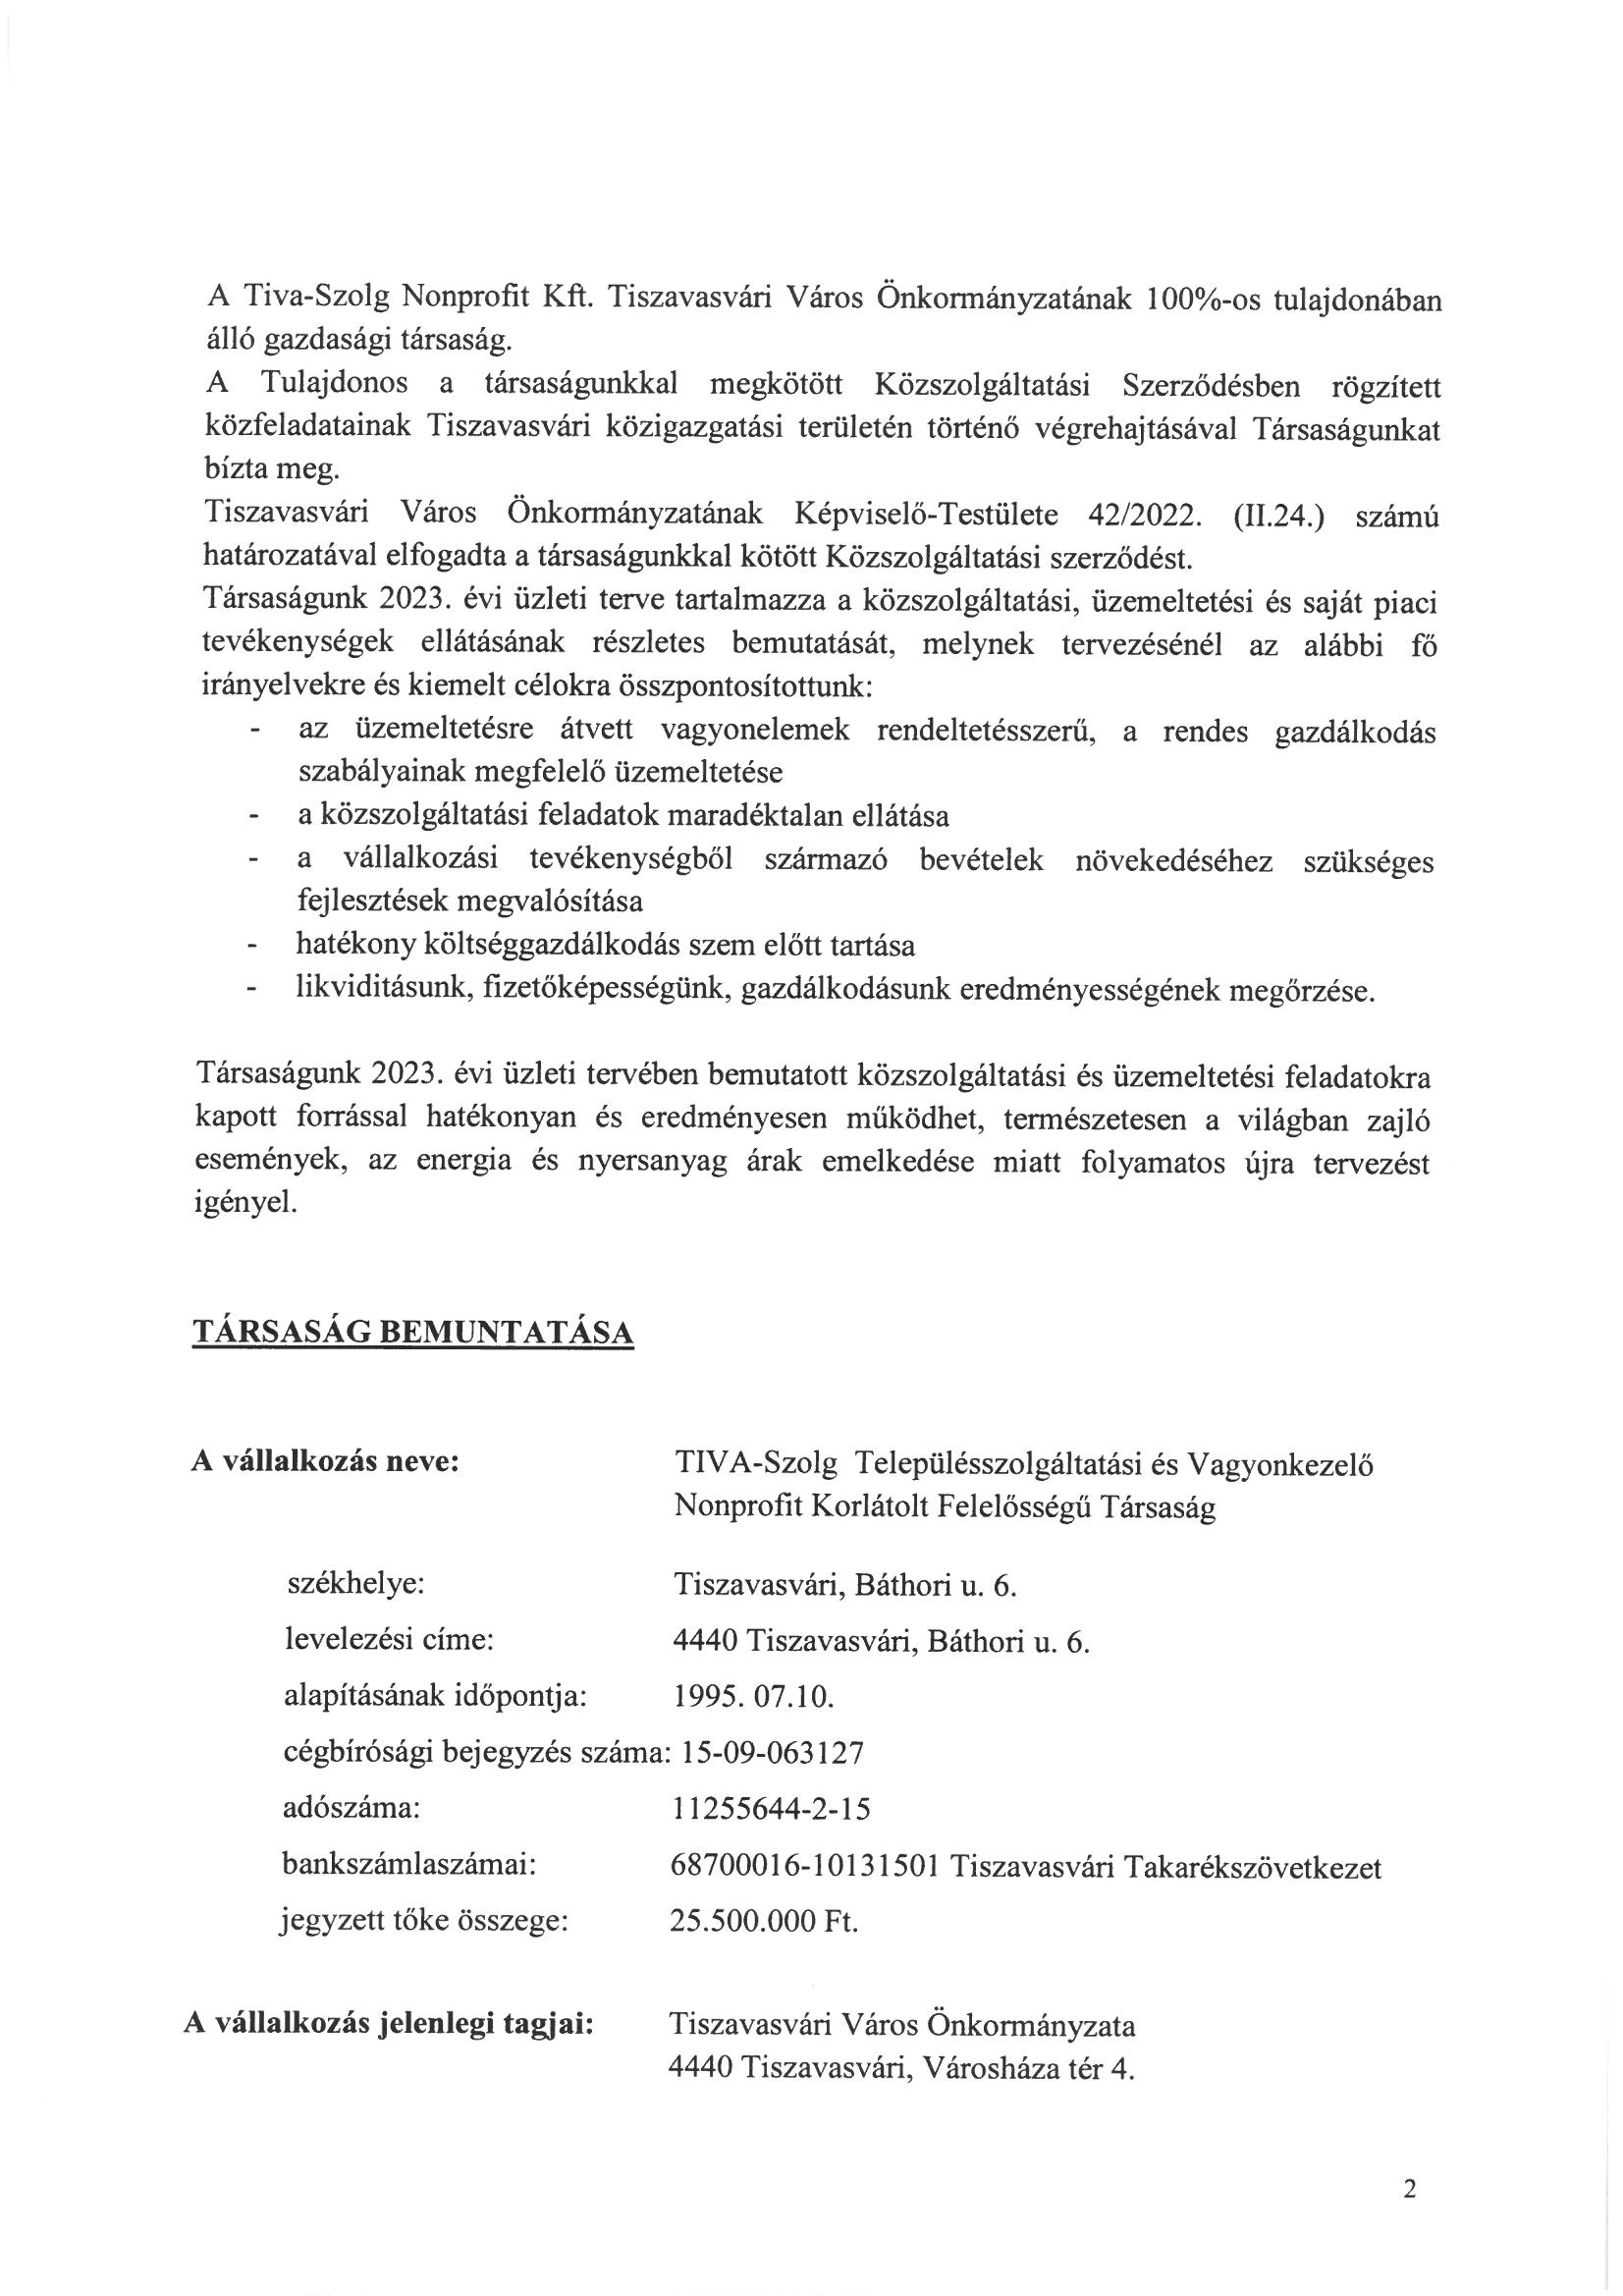 A Tiva-Szolg Nonprofit Kft. Tiszavasvári Város Önkormányzatának 100%-os tulajdonában
álló gazdasági társaság.
A Tulajdonos a társaságunkkal megkötött Közszolgáltatási Szerződésben rögzített
közfeladatainak Tiszavasvári közigazgatási területén történő végrehajtásával Társaságunkat
bízta meg.
Tiszavasvári Város Önkormányzatának Képviselő-Testülete 42/2022. (II.24.) számú
határozatával elfogadta a társaságunkkal kötött Közszolgáltatási szerződést.
Társaságunk 2023. évi üzleti terve tartalmazza a közszolgáltatási, üzemeltetési és saját piaci
tevékenységek ellátásának részletes bemutatását, melynek tervezésénél az alábbi fő
irányelvekre és kiemelt célokra összpontosítottunk:
- az üzemeltetésre átvett vagyonelemek rendeltetésszerű, a rendes gazdálkodás
szabályainak megfelelő üzemeltetése
- a közszolgáltatási feladatok maradéktalan ellátása
- a vállalkozási tevékenységből származó bevételek növekedéséhez szükséges
fejlesztések megvalósítása
- hatékony költséggazdálkodás szem előtt tartása
- likviditásunk, fizetőképességünk, gazdálkodásunk eredményességének megőrzése.
Társaságunk 2023. évi üzleti tervében bemutatott közszolgáltatási és üzemeltetési feladatokra
kapott forrással hatékonyan és eredményesen működhet, természetesen a világban zajló
események, az energia és nyersanyag árak emelkedése miatt folyamatos újra tervezést
igényel.
TÁRSASÁG BEMUNTATÁSA
A vállalkozás neve: TIVA-Szolg Településszolgáltatási és Vagyonkezelő
Nonprofit Korlátolt Felelősségű Társaság
székhelye: Tiszavasvári, Báthori u. 6.
levelezési címe: 4440 Tiszavasvári, Báthori u. 6.
alapításának időpontja: 1995. 07.10.
cégbírósági bejegyzés száma: 15-09-063127
adószáma: 11255644-2-15
bankszámlaszámai: 68700016-10131501 Tiszavasvári Takarékszövetkezet
jegyzett tőke összege: 25.500.000 Ft.
A vállalkozás jelenlegi tagjai: Tiszavasvári Város Önkormányzata
4440 Tiszavasvári, Városháza tér 4.
2